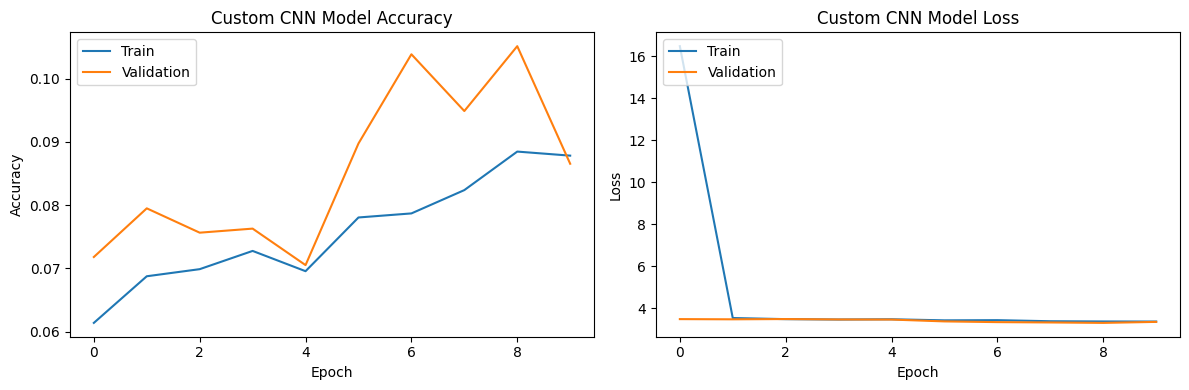 Custom CNN Model Accuracy
Train
Validation
0.10
0.09
0.08
0.07
0.06
Accuracy
0
2
4
6
8
Epoch
Custom CNN Model Loss
Train
Validation
16
14
12
10
8
6
4
Loss
0
2
4
6
8
Epoch